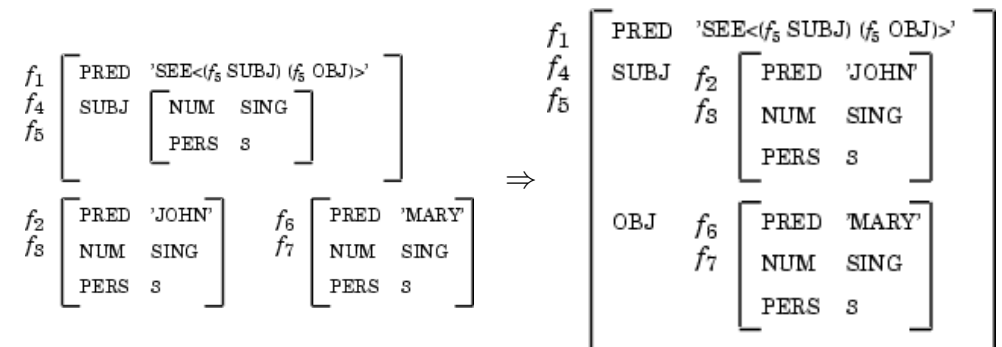 f1 PRED 'SEE<(f5 SUBJ) (f5 OBJ)>'
f4 SUBJ NUM SING
f5 PERS 3
f2 PRED 'JOHN'
f3 NUM SING
PERS 3
f6 PRED 'MARY'
f7 NUM SING
PERS 3
⇒
f1 PRED 'SEE<(f5 SUBJ) (f5 OBJ)>'
f4 SUBJ f2 PRED 'JOHN'
f5 f3 NUM SING
PERS 3
OBJ f6 PRED 'MARY'
f7 NUM SING
PERS 3